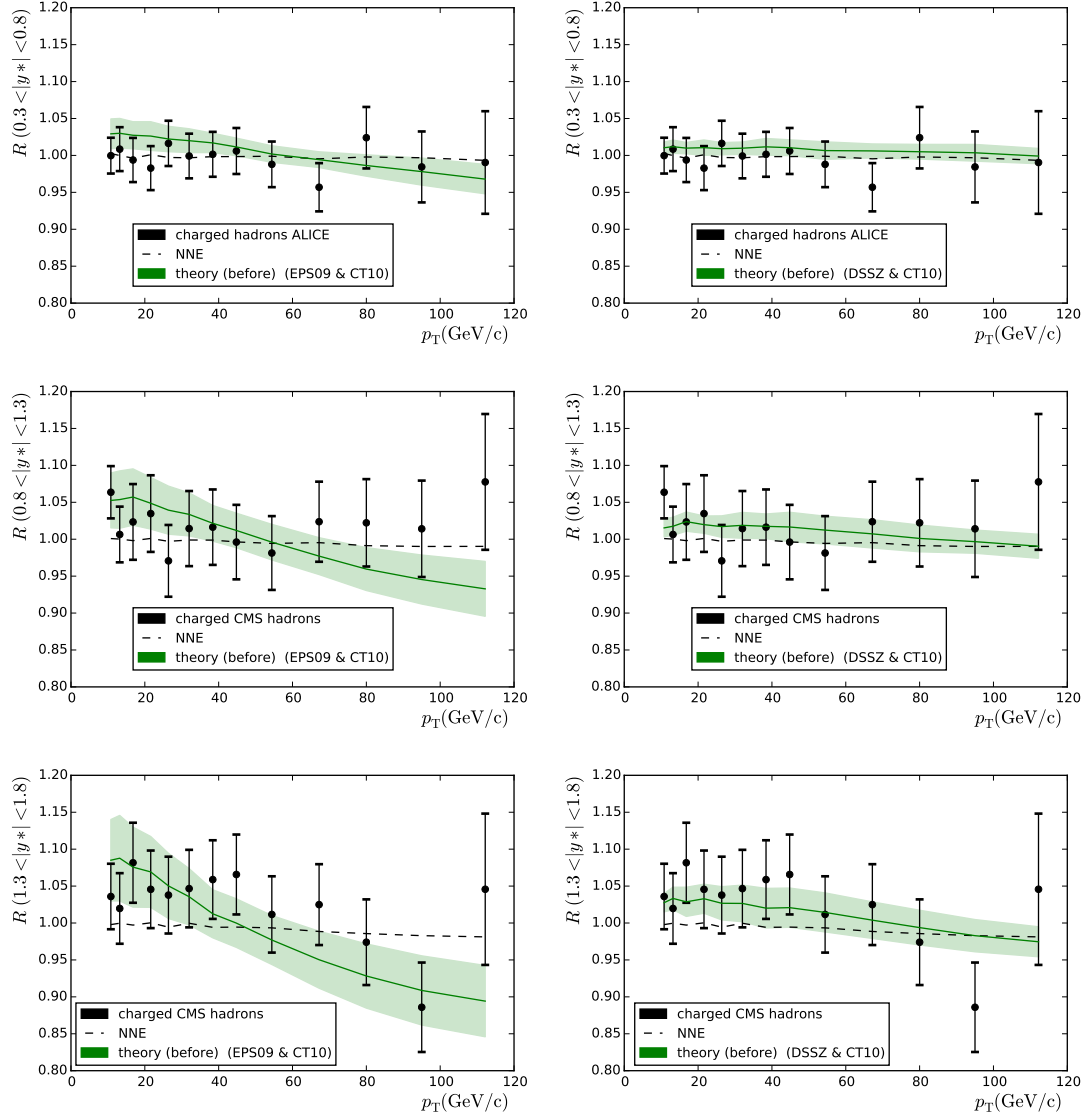 R (0.3<|y*|<0.8)
1.20
1.15
1.10
1.05
1.00
0.95
0.90
0.85
0.80
charged hadrons ALICE
NNE
theory (before) (EPS09 & CT10)
0 20 40 60 80 100 120
p_T(GeV/c)
R (0.3<|y*|<0.8)
1.20
1.15
1.10
1.05
1.00
0.95
0.90
0.85
0.80
charged hadrons ALICE
NNE
theory (before) (DSSZ & CT10)
0 20 40 60 80 100 120
p_T(GeV/c)
R (0.8<|y*|<1.3)
1.20
1.15
1.10
1.05
1.00
0.95
0.90
0.85
0.80
charged CMS hadrons
NNE
theory (before) (EPS09 & CT10)
0 20 40 60 80 100 120
p_T(GeV/c)
R (0.8<|y*|<1.3)
1.20
1.15
1.10
1.05
1.00
0.95
0.90
0.85
0.80
charged CMS hadrons
NNE
theory (before) (DSSZ & CT10)
0 20 40 60 80 100 120
p_T(GeV/c)
R (1.3<|y*|<1.8)
1.20
1.15
1.10
1.05
1.00
0.95
0.90
0.85
0.80
charged CMS hadrons
NNE
theory (before) (EPS09 & CT10)
0 20 40 60 80 100 120
p_T(GeV/c)
R (1.3<|y*|<1.8)
1.20
1.15
1.10
1.05
1.00
0.95
0.90
0.85
0.80
charged CMS hadrons
NNE
theory (before) (DSSZ & CT10)
0 20 40 60 80 100 120
p_T(GeV/c)